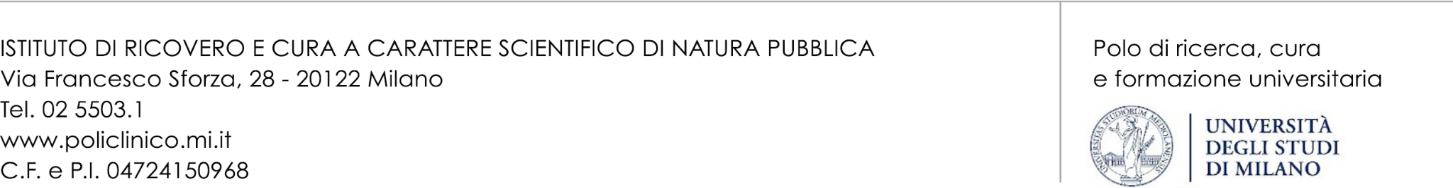 ISTITUTO DI RICOVERO E CURA A CARATTERE SCIENTIFICO DI NATURA PUBBLICA
Via Francesco Sforza, 28 - 20122 Milano
Tel. 02 5503.1
www.policlinico.mi.it
C.F. e P.I. 04724150968
Polo di ricerca, cura
e formazione universitaria
UNIVERSITÀ
DEGLI STUDI
DI MILANO